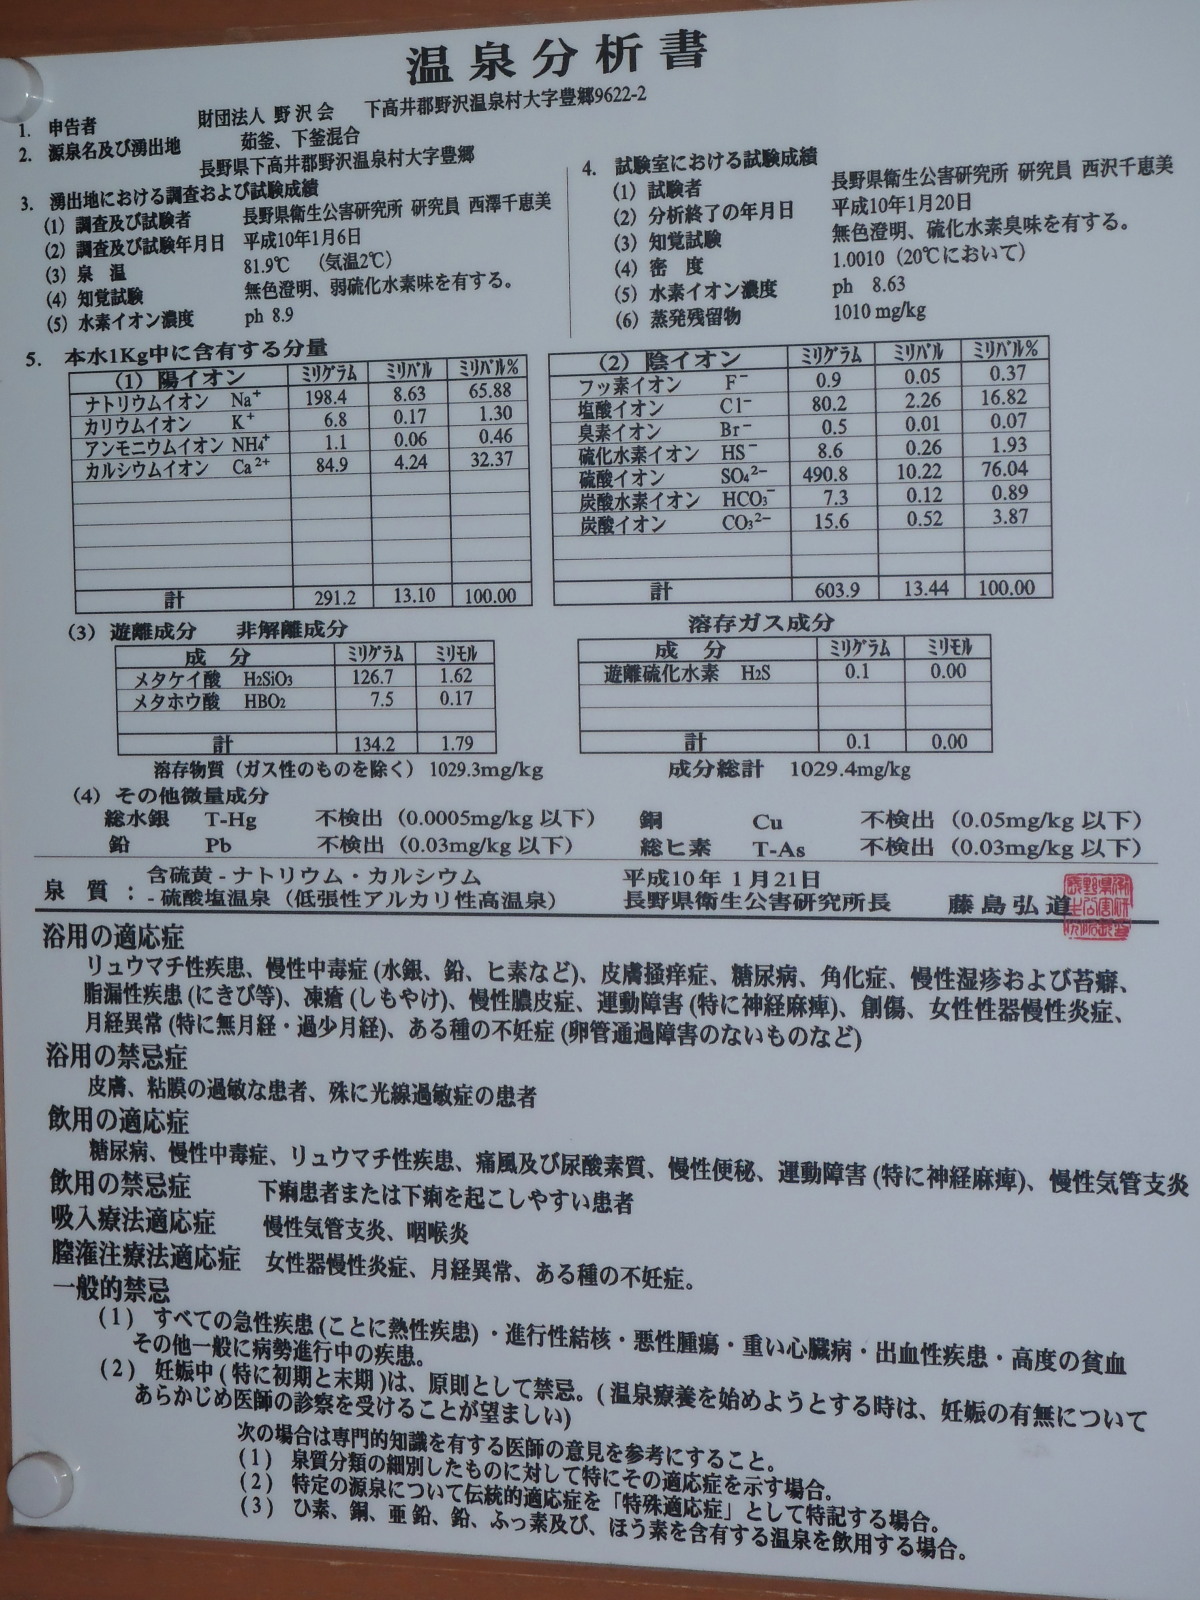 温泉分析書
1. 申告者 財団法人 野沢会 下高井郡野沢温泉村大字豊郷9622-2
2. 源泉名及び湧出地 茹釜、下釜混合
長野県下高井郡野沢温泉村大字豊郷
3. 湧出地における調査および試験成績
(1) 調査及び試験者 長野県衛生公害研究所 研究員 西澤千恵美
(2) 調査及び試験年月日 平成10年1月6日
(3) 泉 温 81.9℃ (気温2℃)
(4) 知覚試験 無色澄明、弱硫化水素味を有する。
(5) 水素イオン濃度 ph 8.9
4. 試験室における試験成績
(1) 試験者 長野県衛生公害研究所 研究員 西沢千恵美
(2) 分析終了の年月日 平成10年1月20日
(3) 知覚試験 無色澄明、硫化水素臭味を有する。
(4) 密 度 1.0010 (20℃において)
(5) 水素イオン濃度 ph 8.63
(6) 蒸発残留物 1010 mg/kg
5. 本水1Kg中に含有する分量
(1) 陽イオン ミリグラム ミリバル ミリバル%
ナトリウムイオン Na⁺ 198.4 8.63 65.88
カリウムイオン K⁺ 6.8 0.17 1.30
アンモニウムイオン NH₄⁺ 1.1 0.06 0.46
カルシウムイオン Ca²⁺ 84.9 4.24 32.37
計 291.2 13.10 100.00
(2) 陰イオン ミリグラム ミリバル ミリバル%
フッ素イオン F⁻ 0.9 0.05 0.37
塩酸イオン Cl⁻ 80.2 2.26 16.82
臭素イオン Br⁻ 0.5 0.01 0.07
硫化水素イオン HS⁻ 8.6 0.26 1.93
硫酸イオン SO₄²⁻ 490.8 10.22 76.04
炭酸水素イオン HCO₃⁻ 7.3 0.12 0.89
炭酸イオン CO₃²⁻ 15.6 0.52 3.87
計 603.9 13.44 100.00
(3) 遊離成分 非解離成分
成 分 ミリグラム ミリモル
メタケイ酸 H₂SiO₃ 126.7 1.62
メタホウ酸 HBO₂ 7.5 0.17
計 134.2 1.79
溶存ガス成分
成 分 ミリグラム ミリモル
遊離硫化水素 H₂S 0.1 0.00
計 0.1 0.00
溶存物質 (ガス性のものを除く) 1029.3mg/kg 成分総計 1029.4mg/kg
(4) その他微量成分
総水銀 T-Hg 不検出 (0.0005mg/kg 以下) 銅 Cu 不検出 (0.05mg/kg 以下)
鉛 Pb 不検出 (0.03mg/kg 以下) 総ヒ素 T-As 不検出 (0.03mg/kg 以下)
泉 質 : 含硫黄 - ナトリウム・カルシウム
- 硫酸塩温泉 (低張性アルカリ性高温泉)
平成10年 1月21日
長野県衛生公害研究所長 藤島弘道
浴用の適応症
リュウマチ性疾患、慢性中毒症 (水銀、鉛、ヒ素など)、皮膚掻痒症、糖尿病、角化症、慢性湿疹および苔癬、
脂漏性疾患 (にきび等)、凍瘡 (しもやけ)、慢性膿皮症、運動障害 (特に神経麻痺)、創傷、女性性器慢性炎症、
月経異常 (特に無月経・過少月経)、ある種の不妊症 (卵管通過障害のないものなど)
浴用の禁忌症
皮膚、粘膜の過敏な患者、殊に光線過敏症の患者
飲用の適応症
糖尿病、慢性中毒症、リュウマチ性疾患、痛風及び尿酸素質、慢性便秘、運動障害 (特に神経麻痺)、慢性気管支炎
飲用の禁忌症 下痢患者または下痢を起こしやすい患者
吸入療法適応症 慢性気管支炎、咽喉炎
膣潅注療法適応症 女性器慢性炎症、月経異常、ある種の不妊症。
一般的禁忌
(1) すべての急性疾患 (ことに熱性疾患) ・進行性結核・悪性腫瘍・重い心臓病・出血性疾患・高度の貧血
その他一般に病勢進行中の疾患。
(2) 妊娠中 ( 特に初期と末期 )は、原則として禁忌。( 温泉療養を始めようとする時は、妊娠の有無について
あらかじめ医師の診察を受けることが望ましい)
次の場合は専門的知識を有する医師の意見を参考にすること。
(1) 泉質分類の細別したものに対して特にその適応症を示す場合。
(2) 特定の源泉について伝統的適応症を「特殊適応症」として特記する場合。
(3) ひ素、銅、亜鉛、鉛、ふっ素及び、ほう素を含有する温泉を飲用する場合。